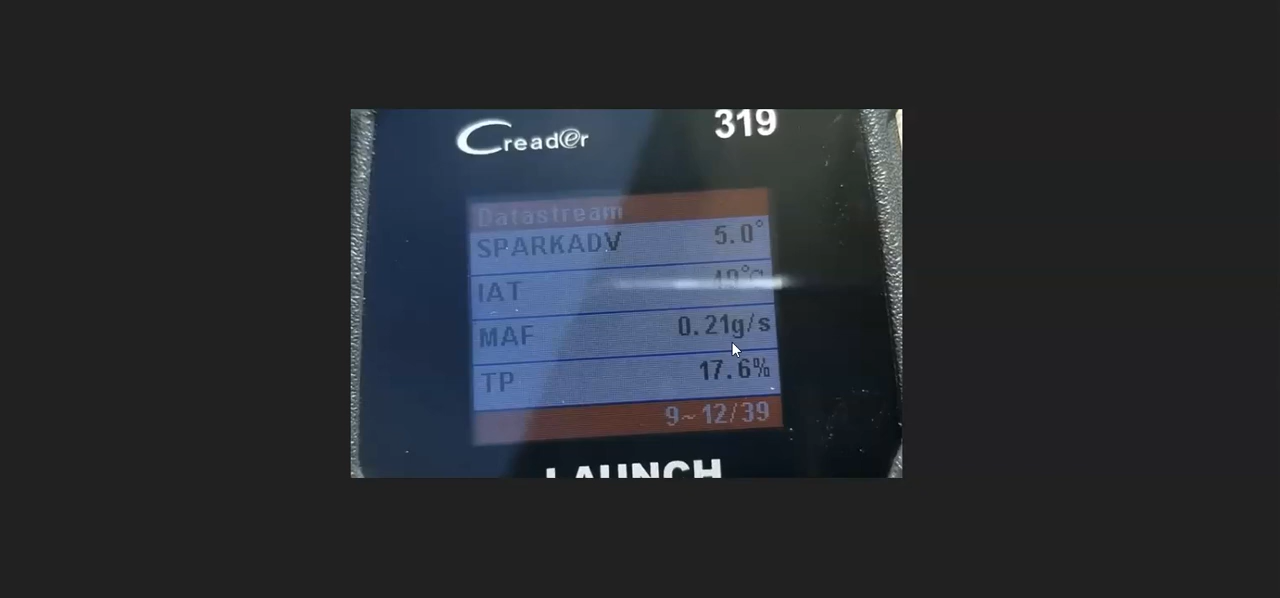 Creader 319
Datastream
SPARKADV 5.0°
IAT
MAF 0.21g/s
TP 17.6%
9~12/39
LAUNCH